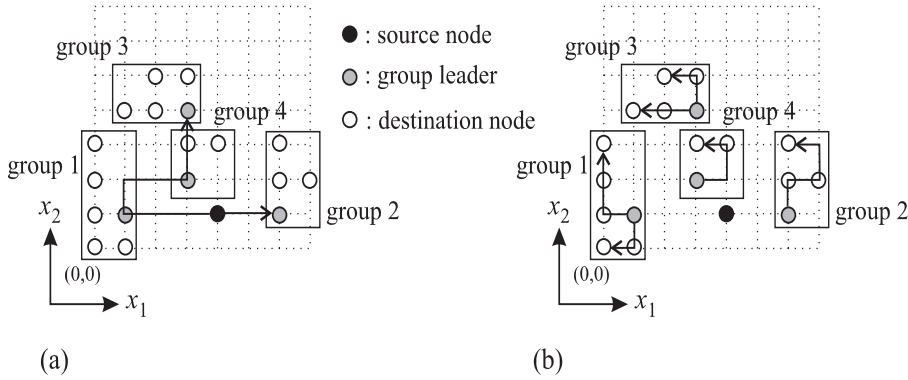 group 3
group 4
group 1
group 2
x2
(0,0)
x1
(a)
: source node
: group leader
: destination node
group 3
group 4
group 1
group 2
x2
(0,0)
x1
(b)